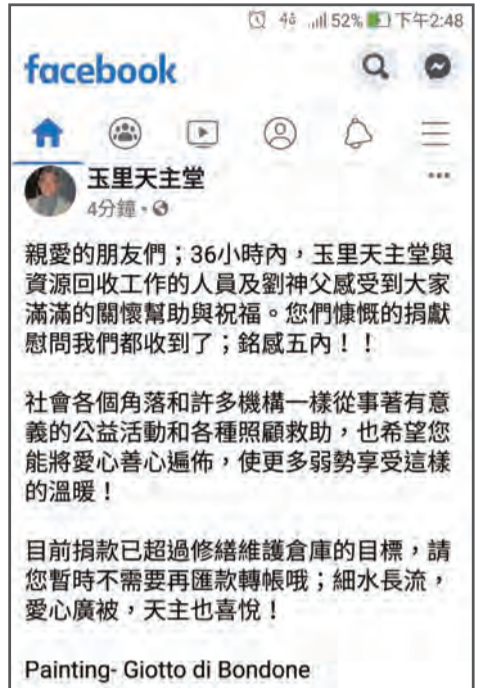 4G 52% 下午2:48
facebook
玉里天主堂
4分鐘・
親愛的朋友們；36小時內，玉里天主堂與
資源回收工作的人員及劉神父感受到大家
滿滿的關懷幫助與祝福。您們慷慨的捐獻
慰問我們都收到了；銘感五內！！
社會各個角落和許多機構一樣從事著有意
義的公益活動和各種照顧救助，也希望您
能將愛心善心遍佈，使更多弱勢享受這樣
的溫暖！
目前捐款已超過修繕維護倉庫的目標，請
您暫時不需要再匯款轉帳哦；細水長流，
愛心廣被，天主也喜悅！
Painting- Giotto di Bondone